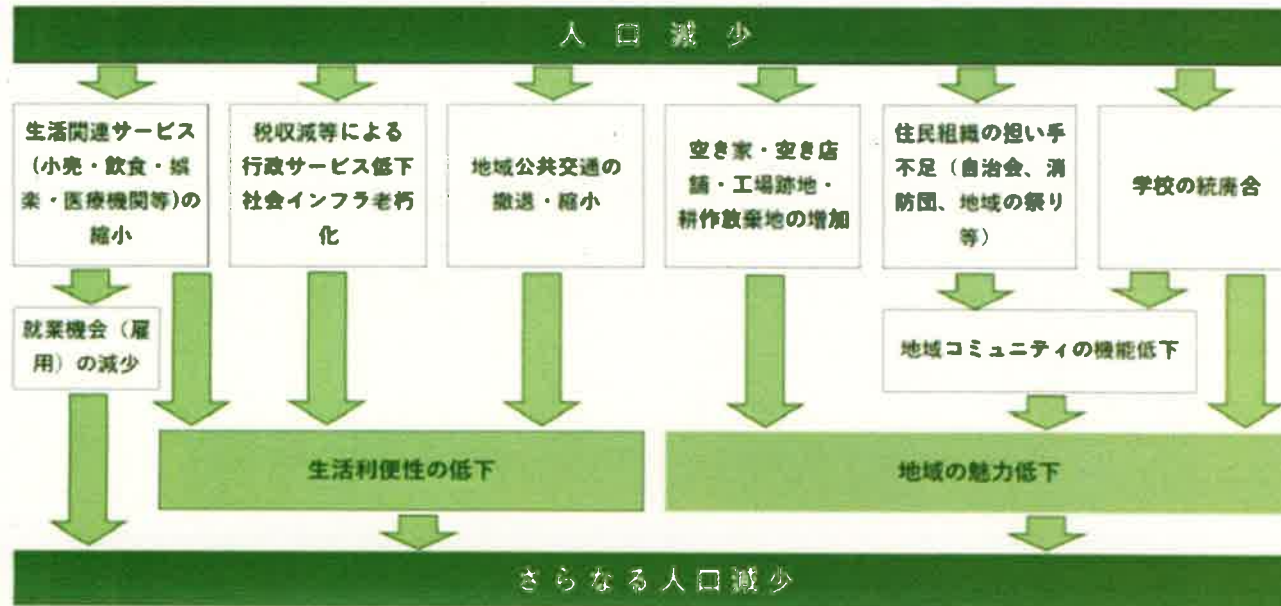 人口減少
生活関連サービス
(小売・飲食・娯
楽・医療機関等)の
縮小
税収減等による
行政サービス低下
社会インフラ老朽
化
地域公共交通の
撤退・縮小
空き家・空き店
舗・工場跡地・
耕作放棄地の増加
住民組織の担い手
不足（自治会、消
防団、地域の祭り
等）
学校の統廃合
就業機会（雇
用）の減少
地域コミュニティの機能低下
生活利便性の低下
地域の魅力低下
さらなる人口減少